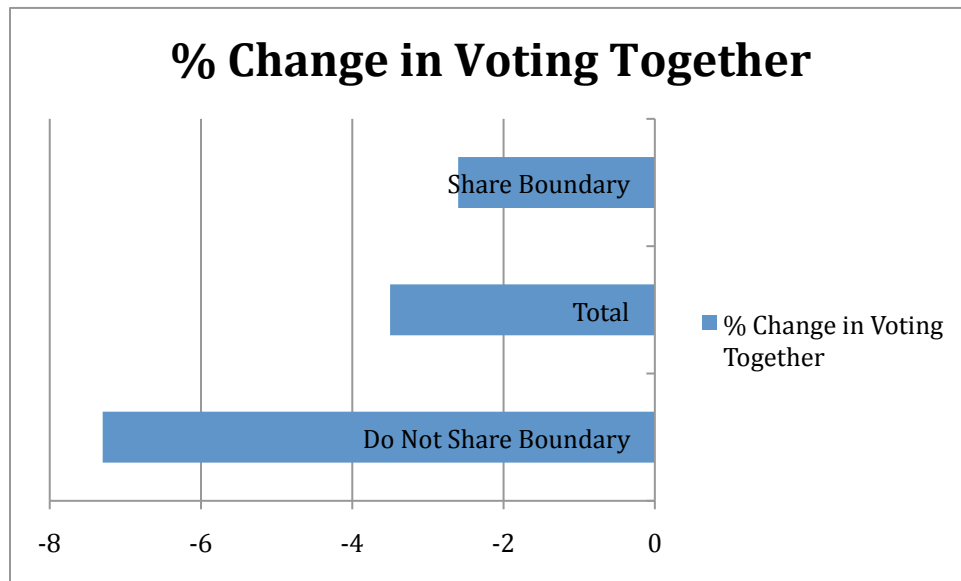 % Change in Voting Together
Share Boundary
Total
Do Not Share Boundary
% Change in Voting
Together
-8 -6 -4 -2 0